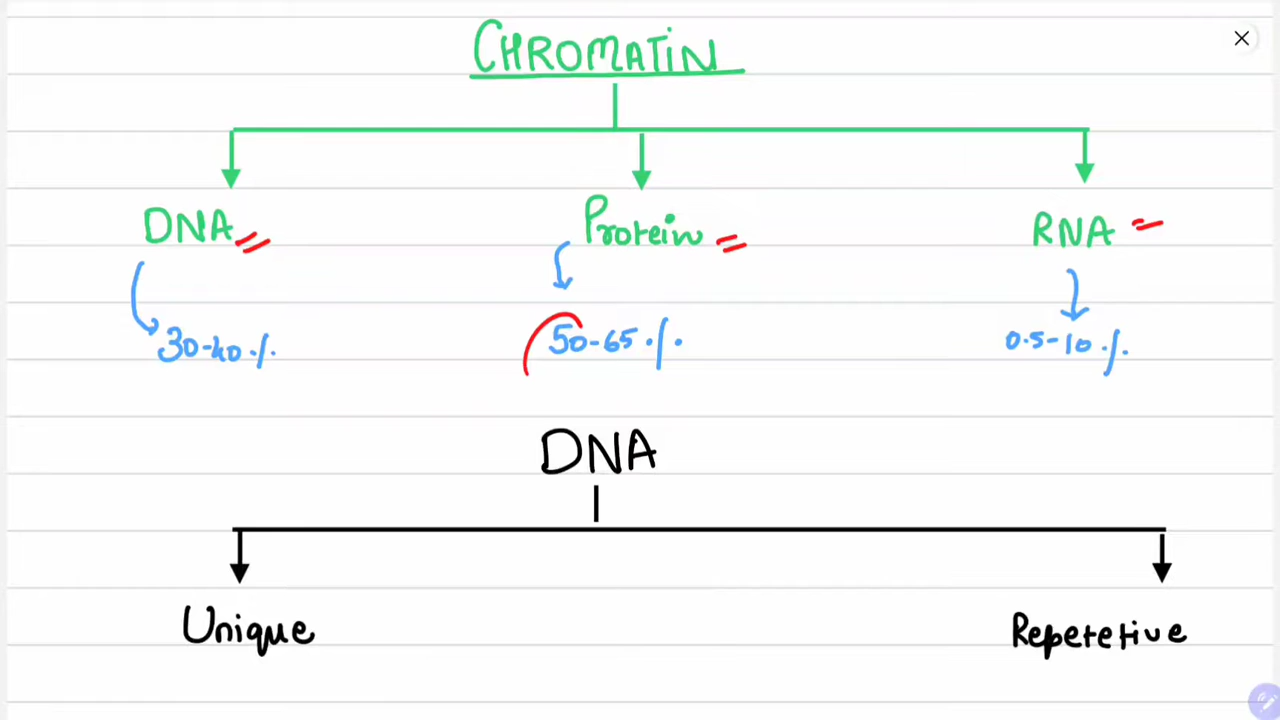 CHROMATIN
DNA Protein RNA
30-40 % 50-65 % 0.5-10 %
DNA
Unique Repetetive